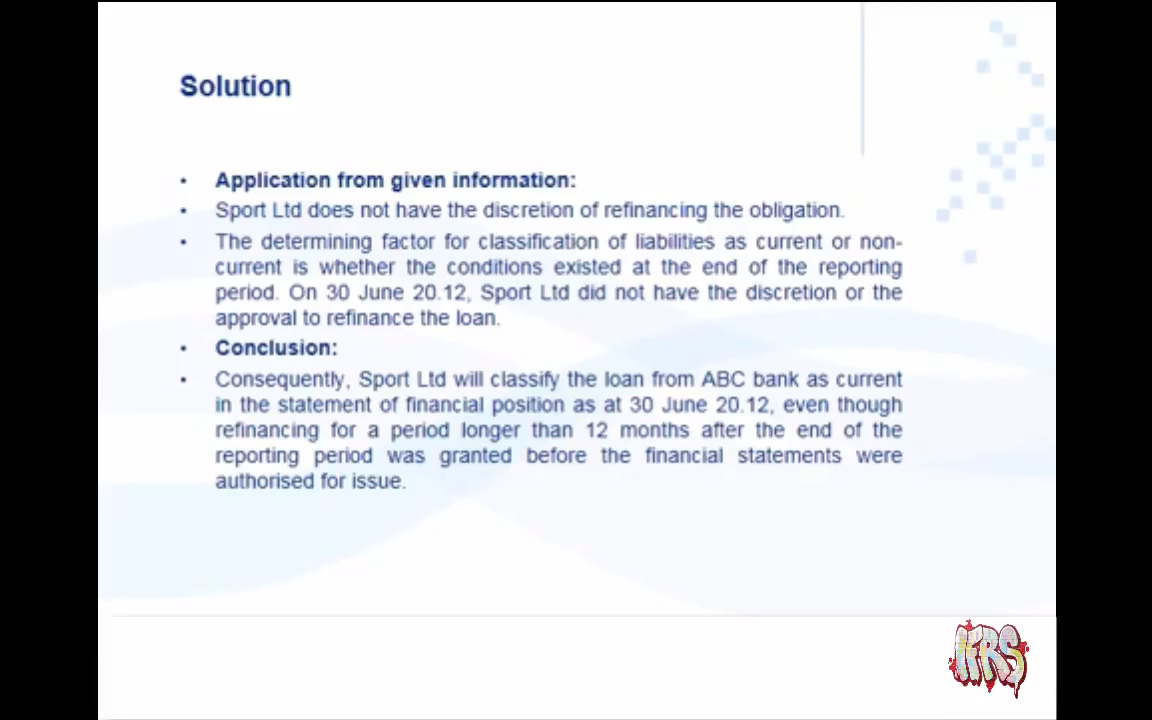 Solution
• Application from given information:
• Sport Ltd does not have the discretion of refinancing the obligation.
• The determining factor for classification of liabilities as current or non-
current is whether the conditions existed at the end of the reporting
period. On 30 June 20.12, Sport Ltd did not have the discretion or the
approval to refinance the loan.
• Conclusion:
• Consequently, Sport Ltd will classify the loan from ABC bank as current
in the statement of financial position as at 30 June 20.12, even though
refinancing for a period longer than 12 months after the end of the
reporting period was granted before the financial statements were
authorised for issue.
IFRS